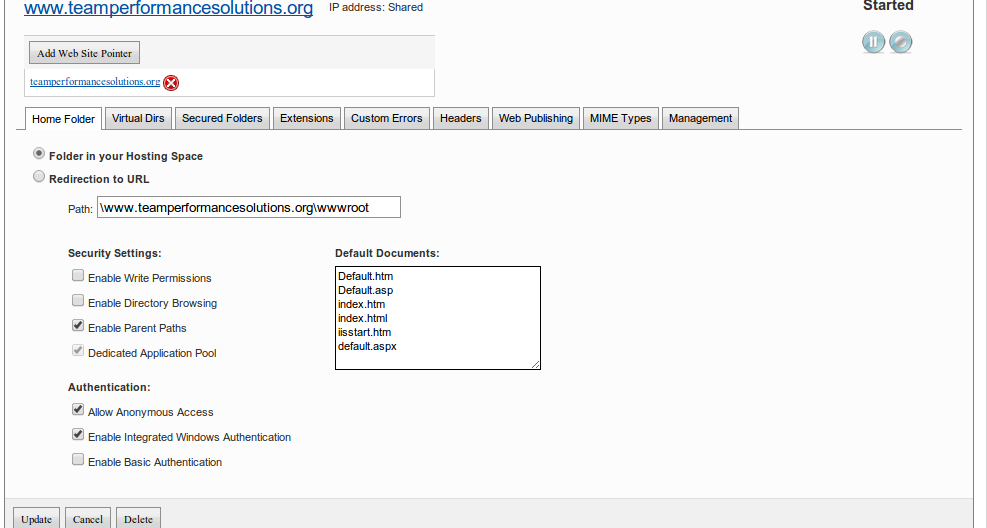 www.teamperformancesolutions.org IP address: Shared Started
Add Web Site Pointer
teamperformancesolutions.org
Home Folder Virtual Dirs Secured Folders Extensions Custom Errors Headers Web Publishing MIME Types Management
Folder in your Hosting Space
Redirection to URL
Path: \www.teamperformancesolutions.org\wwwroot
Security Settings:
Enable Write Permissions
Enable Directory Browsing
Enable Parent Paths
Dedicated Application Pool
Default Documents:
Default.htm
Default.asp
index.htm
index.html
iisstart.htm
default.aspx
Authentication:
Allow Anonymous Access
Enable Integrated Windows Authentication
Enable Basic Authentication
Update Cancel Delete